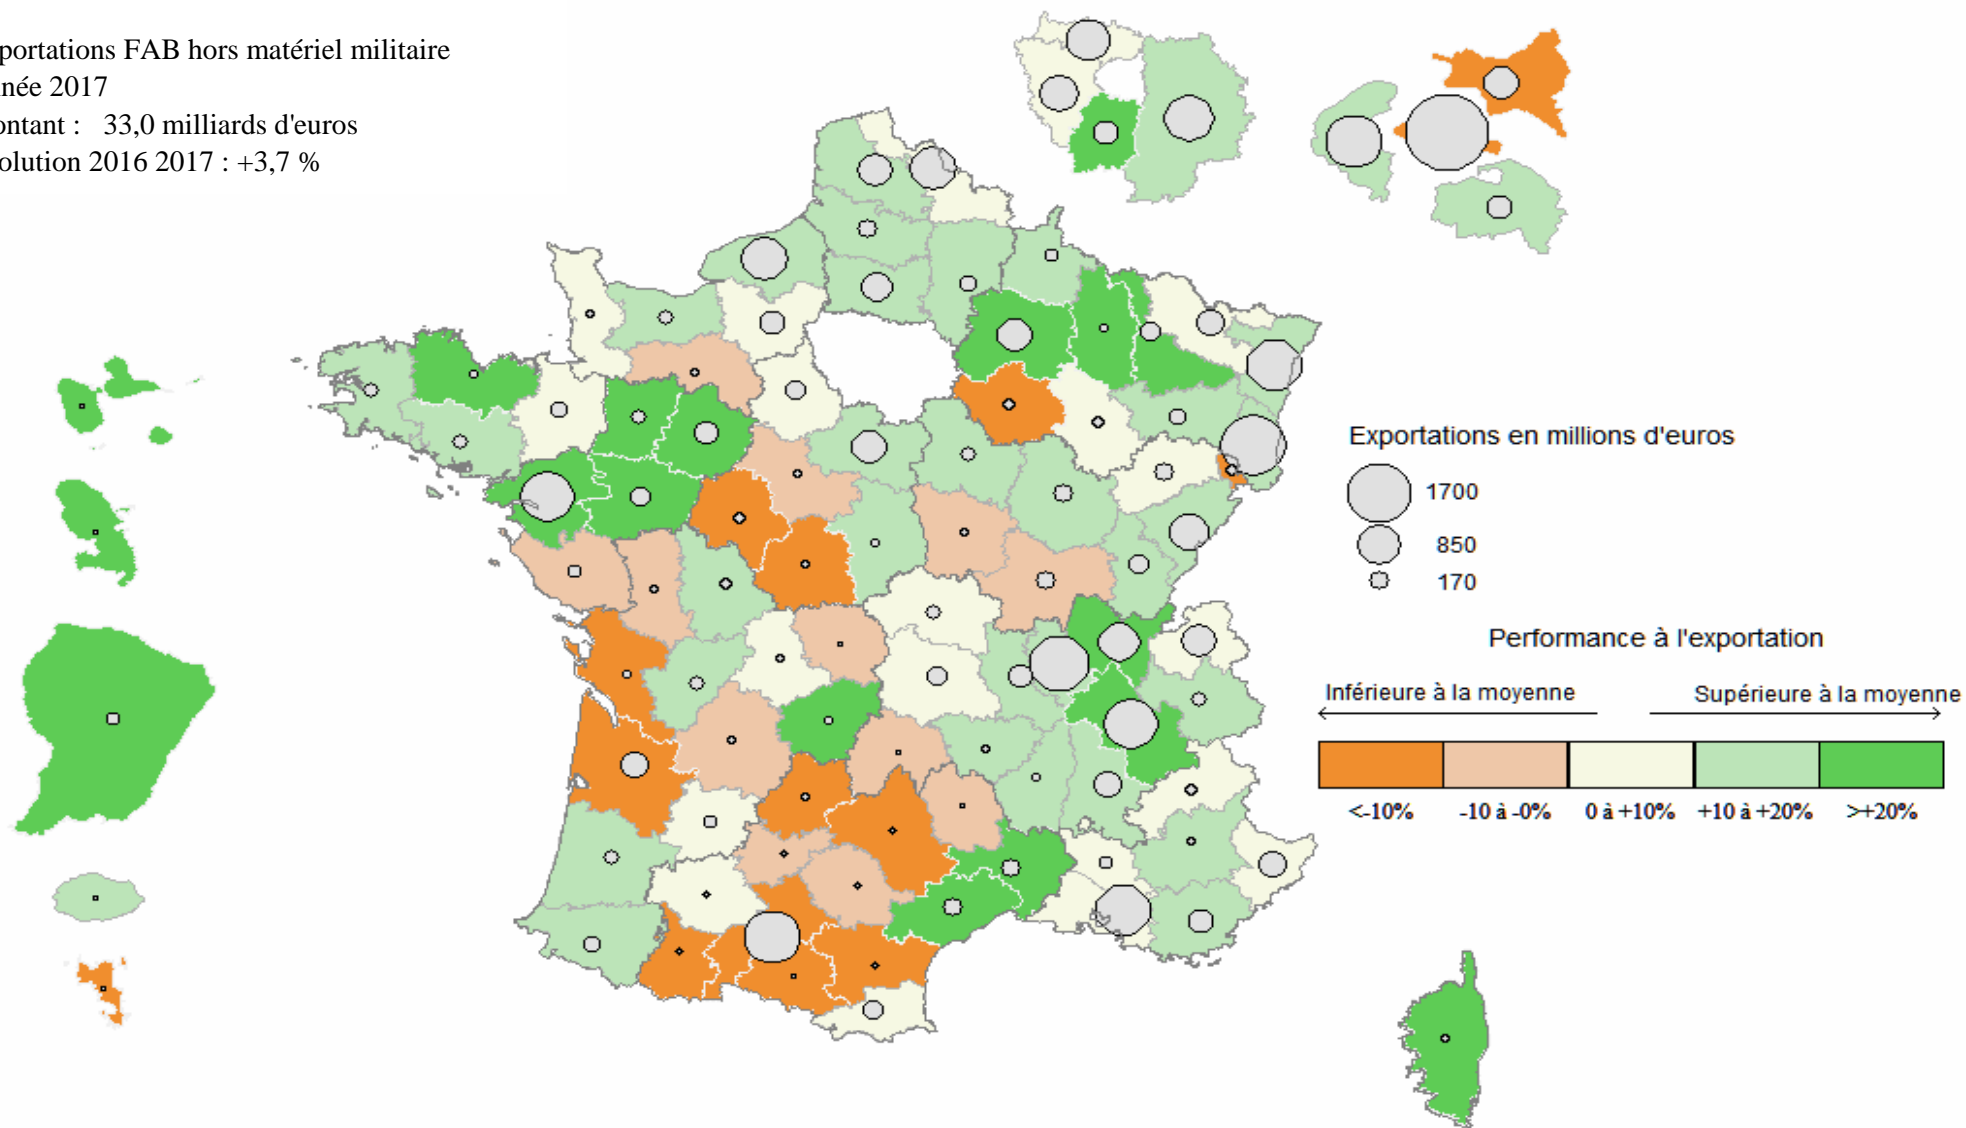 portations FAB hors matériel militaire
née 2017
ontant : 33,0 milliards d'euros
olution 2016 2017 : +3,7 %
Exportations en millions d'euros
1700
850
170
Performance à l'exportation
Inférieure à la moyenne Supérieure à la moyenne
<-10% -10 à -0% 0 à +10% +10 à +20% >+20%